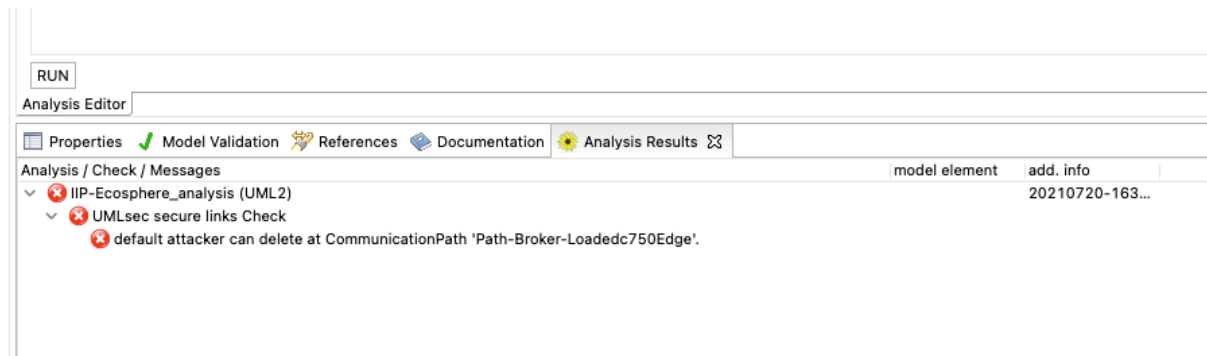 RUN
Analysis Editor
Properties Model Validation References Documentation Analysis Results
Analysis / Check / Messages model element add. info
IIP-Ecosphere_analysis (UML2) 20210720-163...
UMLsec secure links Check
default attacker can delete at CommunicationPath 'Path-Broker-Loadedc750Edge'.